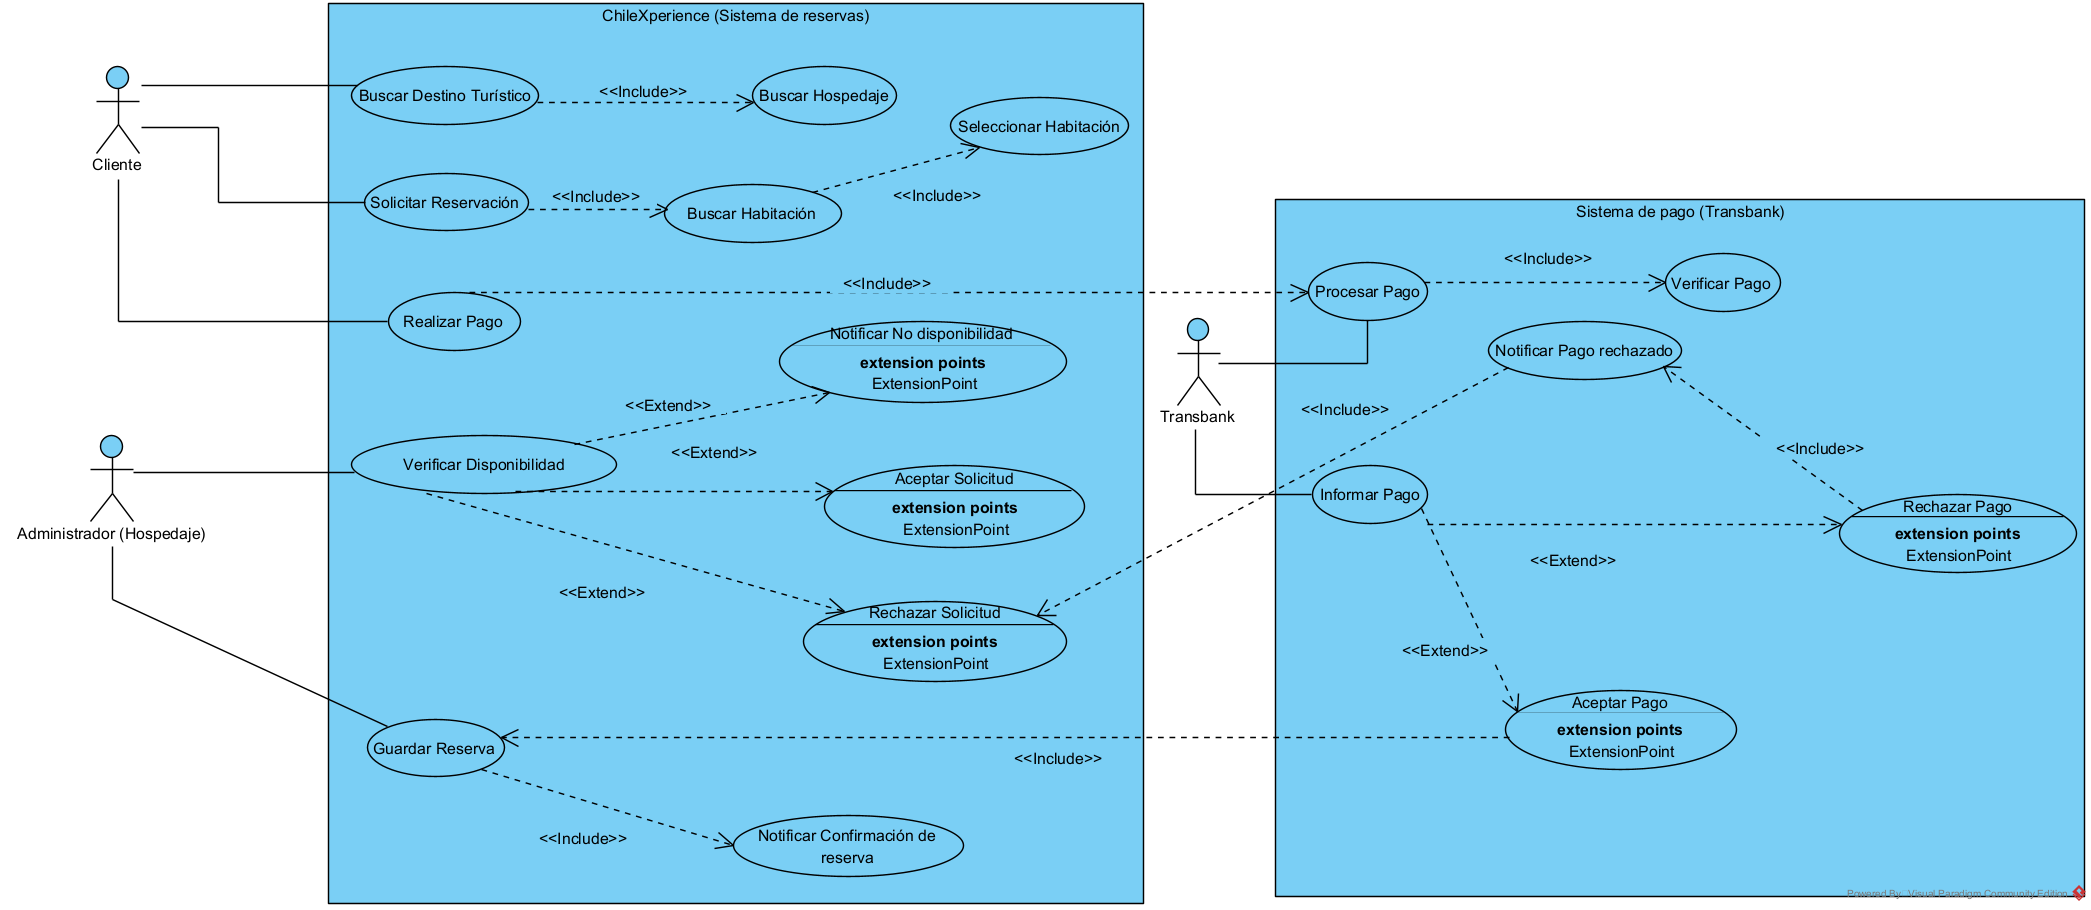 ChileXperience (Sistema de reservas)
Cliente
Buscar Destino Turístico
<<Include>>
Buscar Hospedaje
Seleccionar Habitación
<<Include>>
Solicitar Reservación
<<Include>>
Buscar Habitación
Realizar Pago
<<Include>>
Notificar No disponibilidad
extension points
ExtensionPoint
<<Extend>>
Administrador (Hospedaje)
Verificar Disponibilidad
<<Extend>>
Aceptar Solicitud
extension points
ExtensionPoint
<<Extend>>
Rechazar Solicitud
extension points
ExtensionPoint
Guardar Reserva
<<Include>>
<<Include>>
Notificar Confirmación de
reserva
Sistema de pago (Transbank)
Transbank
Procesar Pago
<<Include>>
Verificar Pago
Notificar Pago rechazado
<<Include>>
<<Include>>
Informar Pago
Rechazar Pago
extension points
ExtensionPoint
<<Extend>>
<<Extend>>
Aceptar Pago
extension points
ExtensionPoint
Powered By Visual Paradigm Community Edition